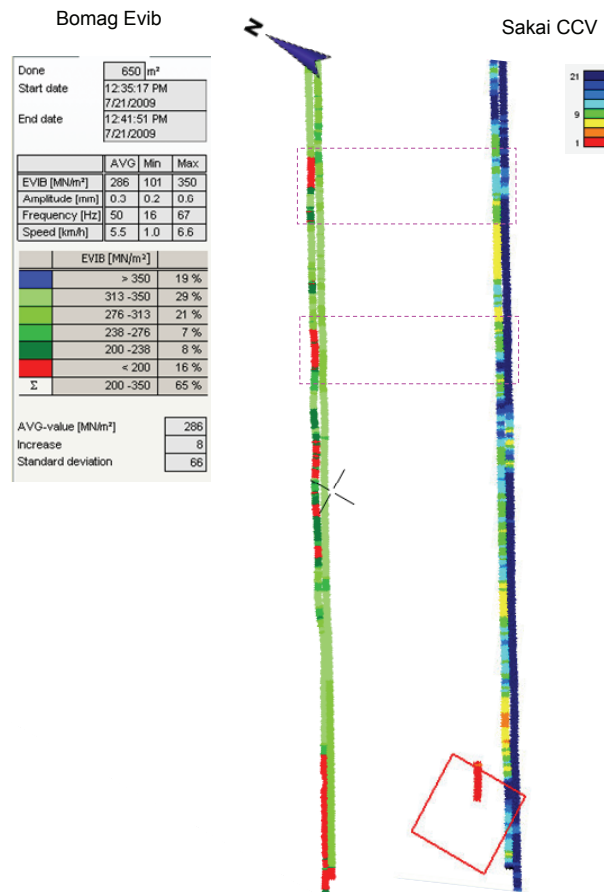 Bomag Evib
Sakai CCV
N
Done 650 m²
Start date 12:35:17 PM
7/21/2009
End date 12:41:51 PM
7/21/2009
AVG Min Max
EVIB [MN/m²] 286 101 350
Amplitude [mm] 0.3 0.2 0.6
Frequency [Hz] 50 16 67
Speed [km/h] 5.5 1.0 6.6
EVIB [MN/m²]
> 350 19 %
313 -350 29 %
276-313 21 %
238-276 7 %
200-238 8 %
< 200 16 %
Σ 200-350 65 %
AVG-value [MN/m²] 286
Increase 8
Standard deviation 66
21
9
1